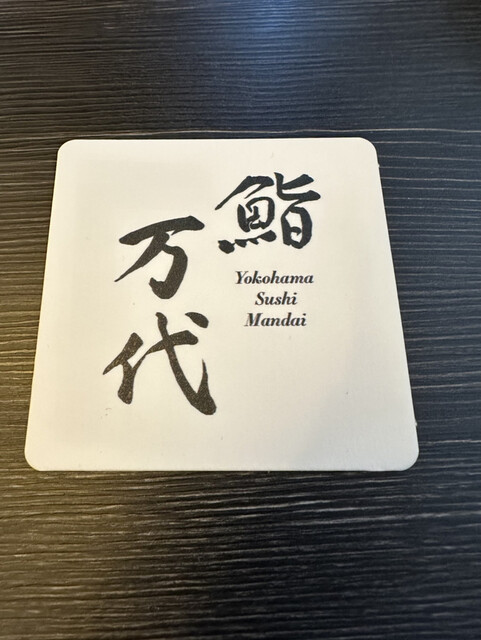 鮨
万代
Yokohama
Sushi
Mandai